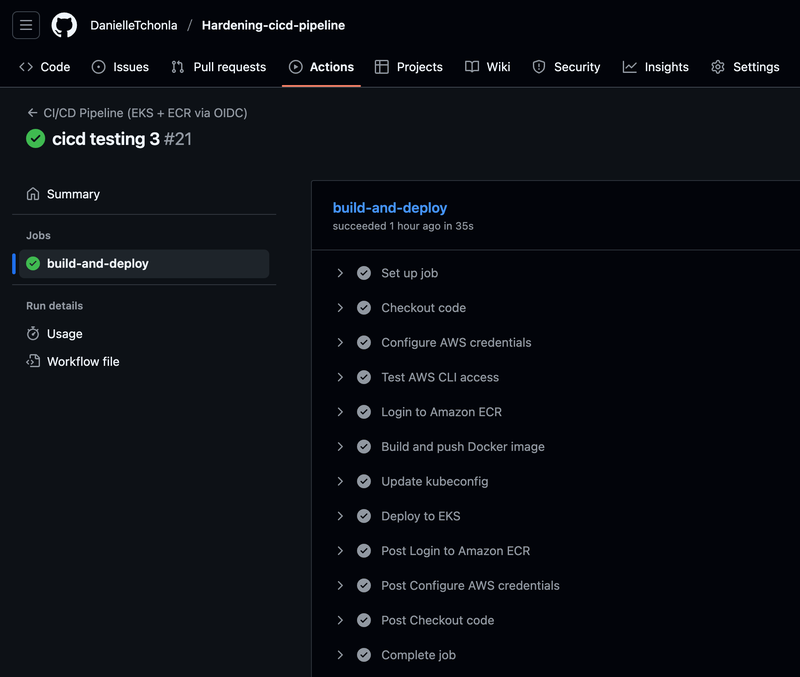 DanielleTchonla / Hardening-cicd-pipeline
Code Issues Pull requests Actions Projects Wiki Security Insights Settings
CI/CD Pipeline (EKS + ECR via OIDC)
cicd testing 3 #21
Summary
Jobs
build-and-deploy
Run details
Usage
Workflow file
build-and-deploy
succeeded 1 hour ago in 35s
Set up job
Checkout code
Configure AWS credentials
Test AWS CLI access
Login to Amazon ECR
Build and push Docker image
Update kubeconfig
Deploy to EKS
Post Login to Amazon ECR
Post Configure AWS credentials
Post Checkout code
Complete job